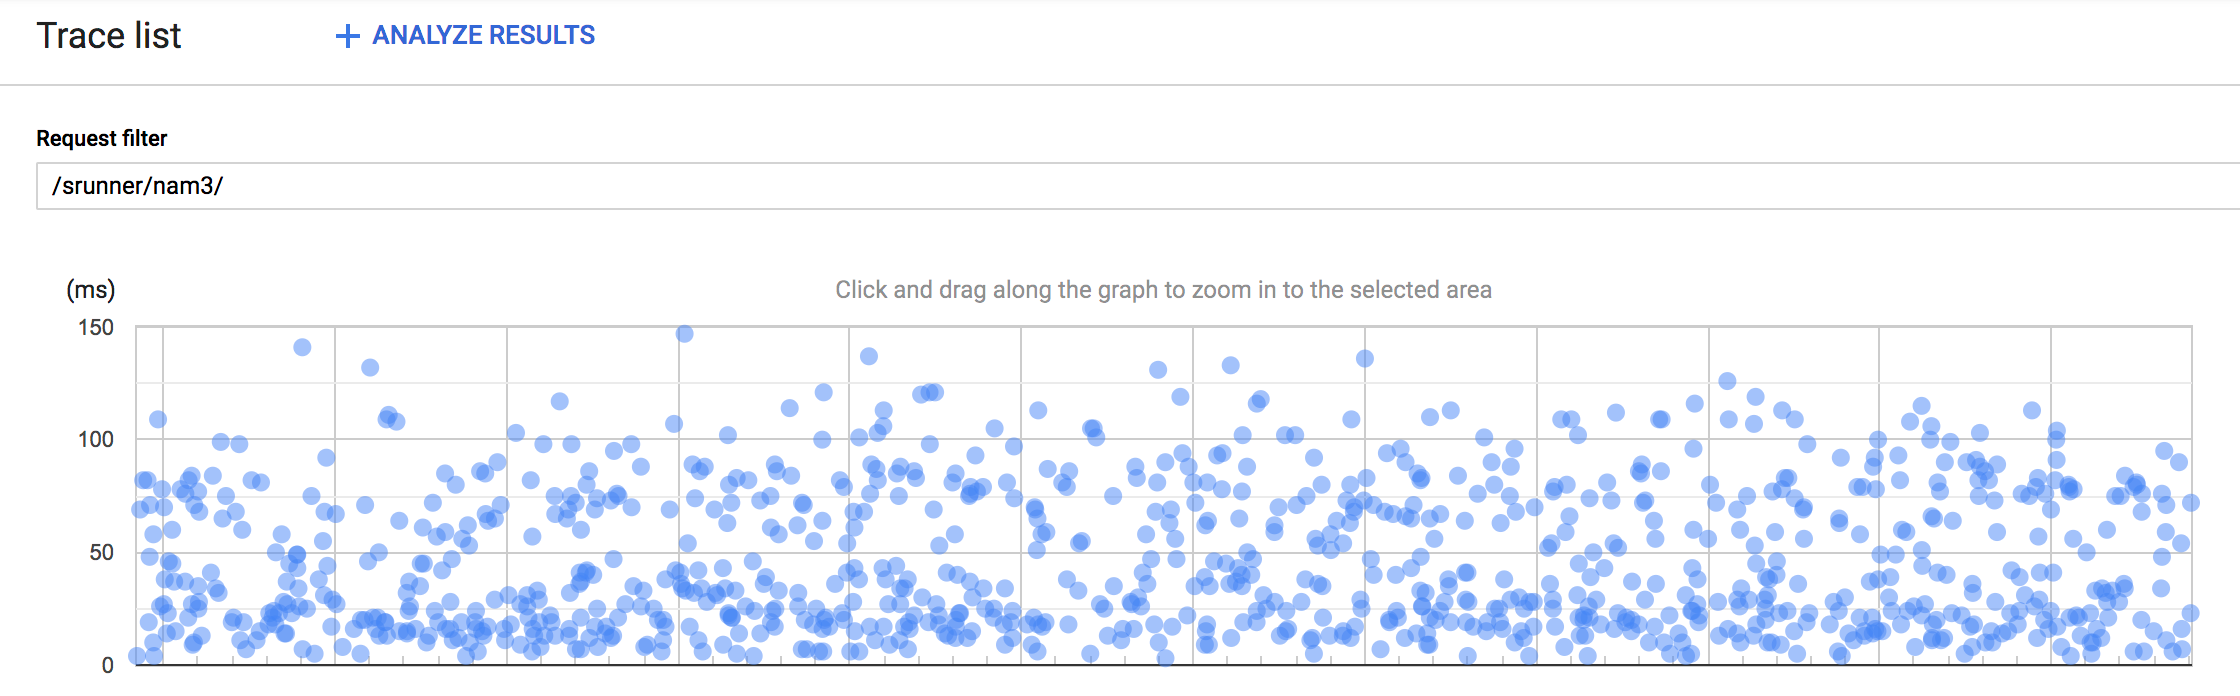 Trace list
+ ANALYZE RESULTS
Request filter
/srunner/nam3/
(ms)
Click and drag along the graph to zoom in to the selected area
150
100
50
0